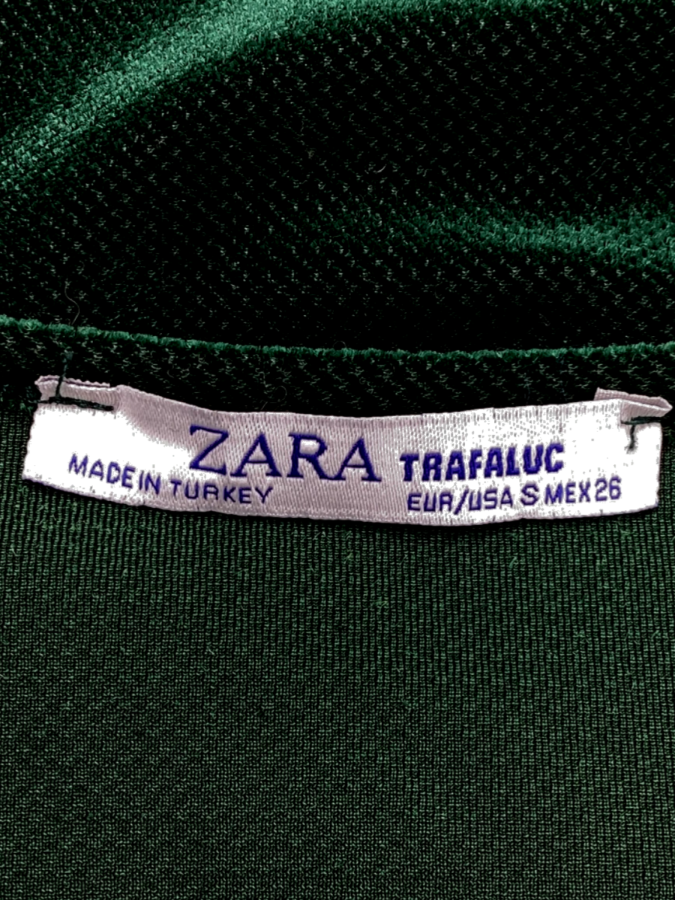 ZARA TRAFALUC
MADE IN TURKEY EUR/USA S MEX 26